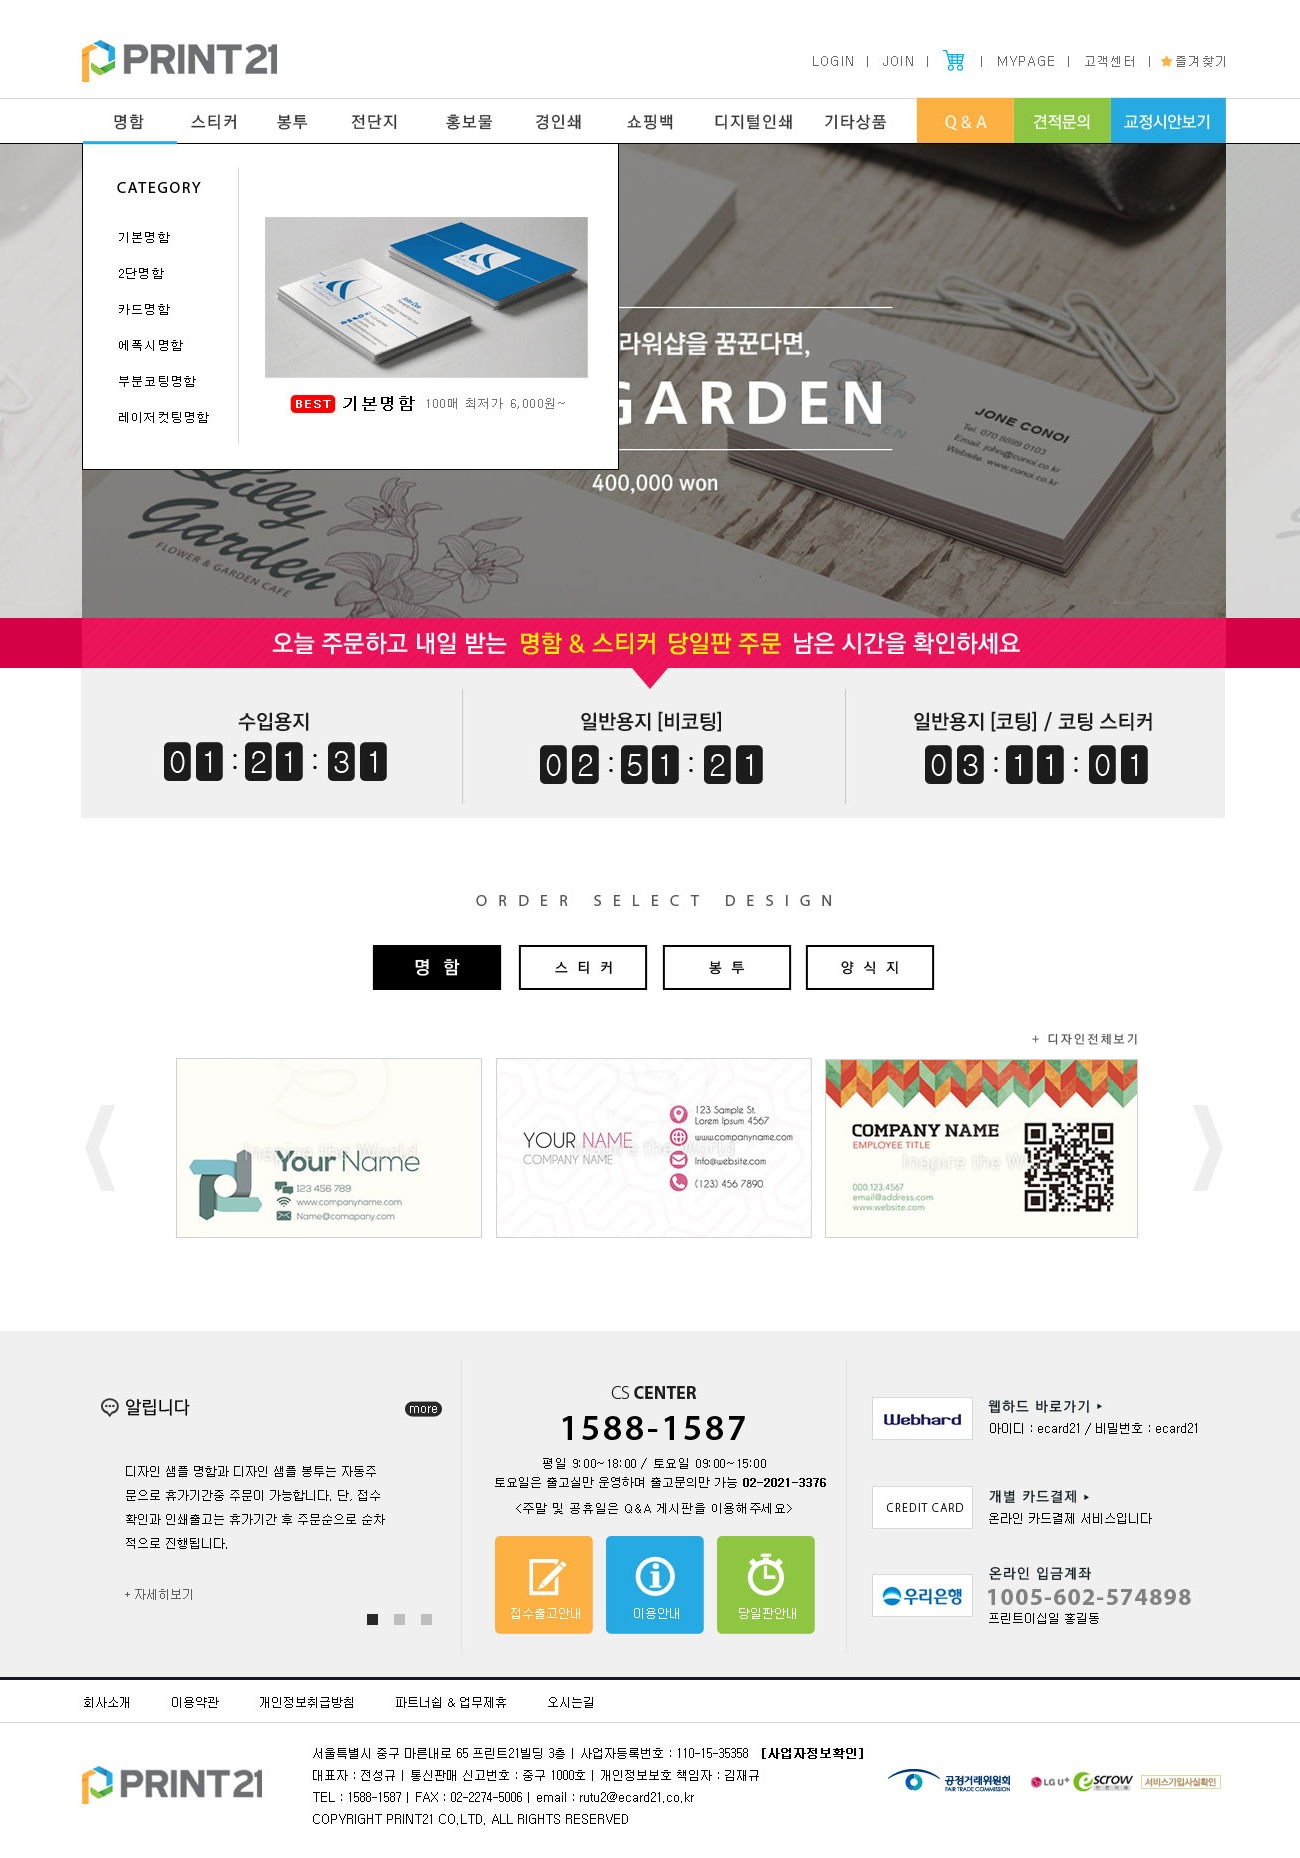 PRINT21
LOGIN | JOIN | | MYPAGE | 고객센터 | 즐겨찾기
명함 스티커 봉투 전단지 홍보물 경인쇄 쇼핑백 디지털인쇄 기타상품 Q & A 견적문의 교정시안보기
CATEGORY
기본명함
2단명함
카드명함
에폭시명함
부분코팅명함
레이저컷팅명함
BEST 기본명함 100매 최저가 6,000원~
라워샵을 꿈꾼다면,
GARDEN
400,000 won
JONE CONOI
Tel. 070 8899 0103
Email. john@conoi.co.kr
Website. www.conoi.co.kr
GARDEN
Lilly
Garden
FLOWER & GARDEN CAFE
오늘 주문하고 내일 받는 명함 & 스티커 당일판 주문 남은 시간을 확인하세요
수입용지
01:21:31
일반용지 [비코팅]
02:51:21
일반용지 [코팅] / 코팅 스티커
03:11:01
ORDER SELECT DESIGN
명 함
스 티 커
봉 투
양 식 지
+ 디자인전체보기
Inspire the World
Your Name
123 456 789
www.companyname.com
Name@comapany.com
YOUR NAME
COMPANY NAME
123 Sample St.
Lorem Ipsum 4567
www.companyname.com
Info@website.com
(123) 456 7890
COMPANY NAME
EMPLOYEE TITLE
000.123.4567
email@address.com
www.website.com
알립니다
more
디자인 샘플 명함과 디자인 샘플 봉투는 자동주
문으로 휴가기간중 주문이 가능합니다. 단, 접수
확인과 인쇄출고는 휴가기간 후 주문순으로 순차
적으로 진행됩니다.
+ 자세히보기
CS CENTER
1588-1587
평일 9:00~18:00 / 토요일 09:00~15:00
토요일은 출고실만 운영하며 출고문의만 가능 02-2021-3376
<주말 및 공휴일은 Q&A 게시판을 이용해주세요>
접수출고안내
이용안내
당일판안내
Webhard
웹하드 바로가기 ▸
아이디 : ecard21 / 비밀번호 : ecard21
CREDIT CARD
개별 카드결제 ▸
온라인 카드결제 서비스입니다
우리은행
온라인 입금계좌
1005-602-574898
프린트이십일 홍길동
회사소개 이용약관 개인정보취급방침 파트너쉽 & 업무제휴 오시는길
PRINT21
서울특별시 중구 마른내로 65 프린트21빌딩 3층 | 사업자등록번호 : 110-15-35358 [사업자정보확인]
대표자 : 전성규 | 통신판매 신고번호 : 중구 1000호 | 개인정보보호 책임자 : 김재규
TEL : 1588-1587 | FAX : 02-2274-5006 | email : rutu2@ecard21.co.kr
COPYRIGHT PRINT21 CO,LTD, ALL RIGHTS RESERVED
공정거래위원회
FAIR TRADE COMMISSION
LG U+
eSCROW
서비스가입사실확인